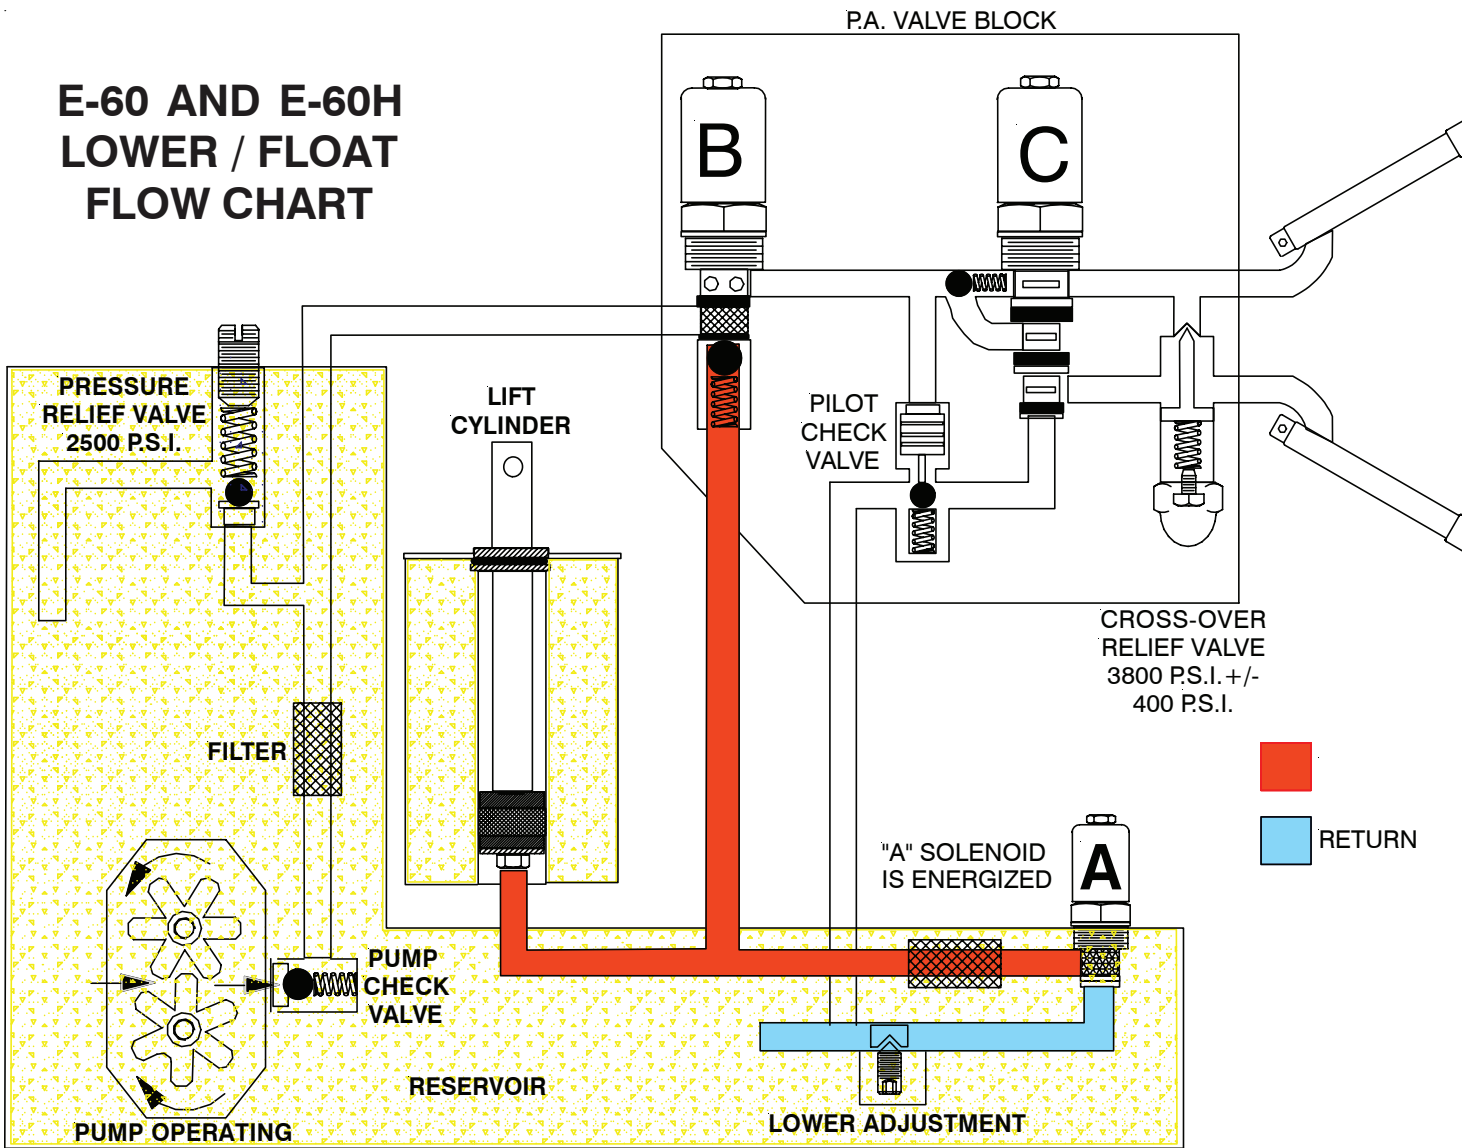 P.A. VALVE BLOCK
E-60 AND E-60H
LOWER / FLOAT
FLOW CHART
B
C
PRESSURE
RELIEF VALVE
2500 P.S.I.
LIFT
CYLINDER
PILOT
CHECK
VALVE
CROSS-OVER
RELIEF VALVE
3800 P.S.I.+/-
400 P.S.I.
FILTER
RETURN
"A" SOLENOID
IS ENERGIZED
A
PUMP
CHECK
VALVE
RESERVOIR
LOWER ADJUSTMENT
PUMP OPERATING